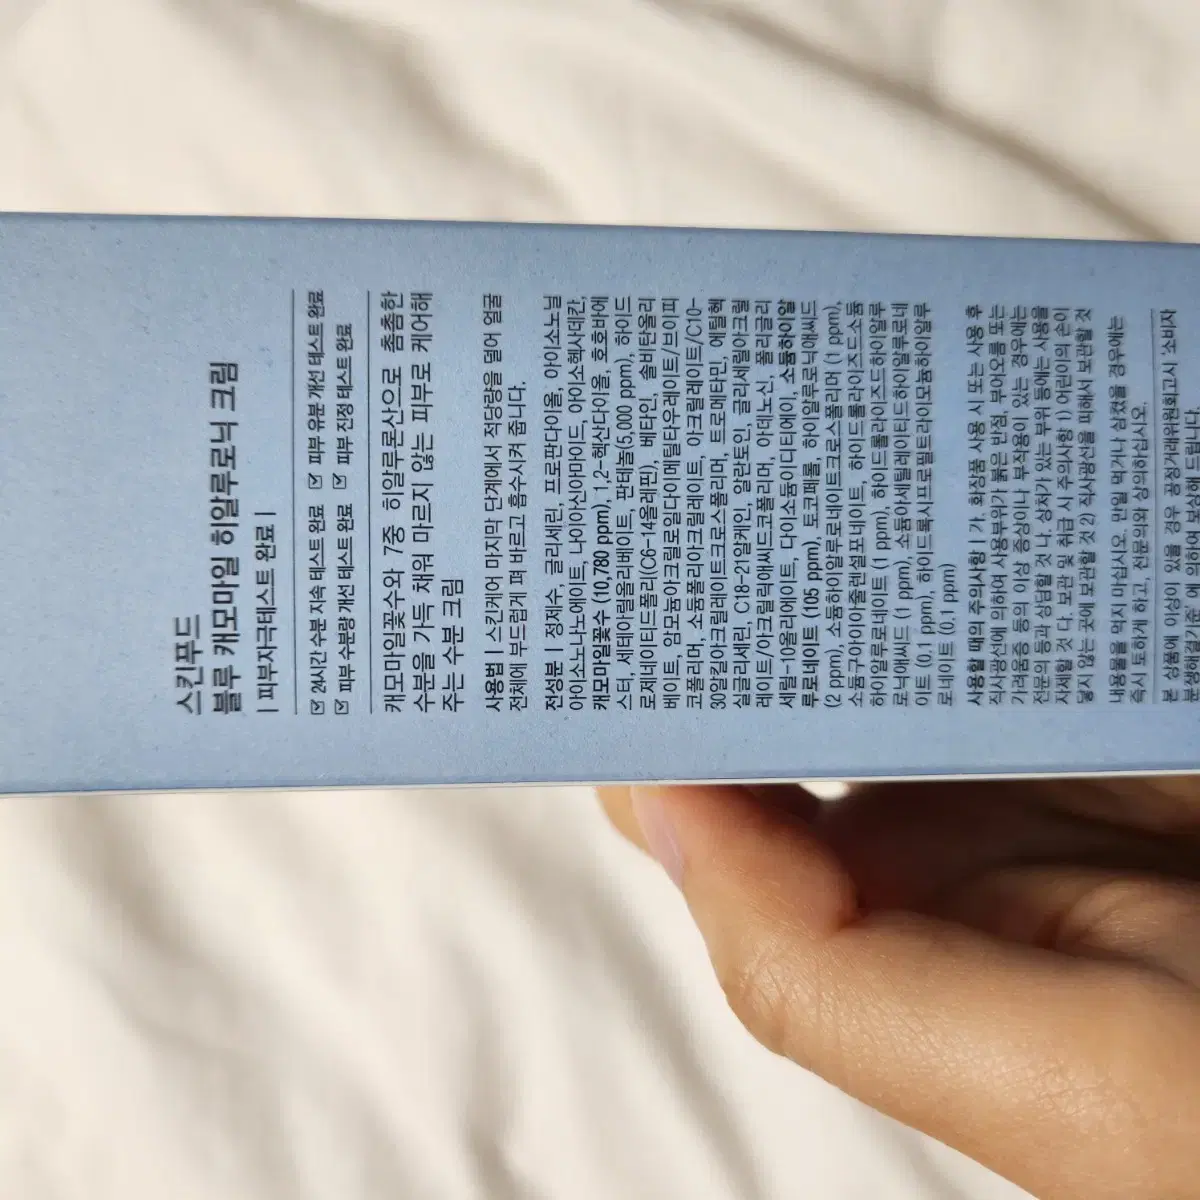 스킨푸드
블루 캐모마일 히알루로닉 크림
| 피부자극테스트 완료 |
☑ 24시간 수분 지속 테스트 완료 ☑ 피부 유분 개선 테스트 완료
☑ 피부 수분량 개선 테스트 완료 ☑ 피부 진정 테스트 완료
캐모마일꽃수와 7중 히알루론산으로 촘촘한
수분을 가득 채워 마르지 않는 피부로 케어해
주는 수분 크림
사용법 | 스킨케어 마지막 단계에서 적당량을 덜어 얼굴
전체에 부드럽게 펴 바르고 흡수시켜 줍니다.
전성분 | 정제수, 글리세린, 프로판다이올, 아이소노닐
아이소노나노에이트, 나이아신아마이드, 아이소헥사데칸,
캐모마일꽃수 (10,780 ppm), 1,2-헥산다이올, 호호바에
스터, 세테아릴올리베이트, 판테놀(5,000 ppm), 하이드
로제네이티드폴리(C6-14올레핀), 베타인, 솔비탄올리
베이트, 암모늄아크릴로일다이메틸타우레이트/브이피
코폴리머, 소듐폴리아크릴레이트, 아크릴레이트/C10-
30알킬아크릴레이트크로스폴리머, 트로메타민, 에틸헥
실글리세린, C18-21알케인, 알란토인, 글리세릴아크릴
레이트/아크릴릭애씨드코폴리머, 아데노신, 폴리글리
세릴-10올리에이트, 다이소듐이디티에이, 소듐하이알
루로네이트 (105 ppm), 토코페롤, 하이알루로닉애씨드
(2 ppm), 소듐하이알루로네이트크로스폴리머 (1 ppm),
소듐구아이아줄렌설포네이트, 하이드롤라이즈드소듐
하이알루로네이트 (1 ppm), 하이드롤라이즈드하이알루
로닉애씨드 (1 ppm), 소듐아세틸레이티드하이알루로네
이트 (0.1 ppm), 하이드록시프로필트라이모늄하이알루
로네이트 (0.1 ppm)
사용할 때의 주의사항 | 가. 화장품 사용 시 또는 사용 후
직사광선에 의하여 사용부위가 붉은 반점, 부어오름 또는
가려움증 등의 이상 증상이나 부작용이 있는 경우에는
전문의 등과 상담할 것 나. 상처가 있는 부위 등에는 사용을
자제할 것 다. 보관 및 취급 시 주의사항 1) 어린이의 손이
닿지 않는 곳에 보관할 것 2) 직사광선을 피해서 보관할 것
내용물을 먹지 마십시오. 만일 먹거나 삼켰을 경우에는
즉시 토하게 하고, 전문의와 상의하십시오.
본 상품에 이상이 있을 경우 공정거래위원회고시 '소비자
분쟁해결기준' 에 의하여 보상해 드립니다.